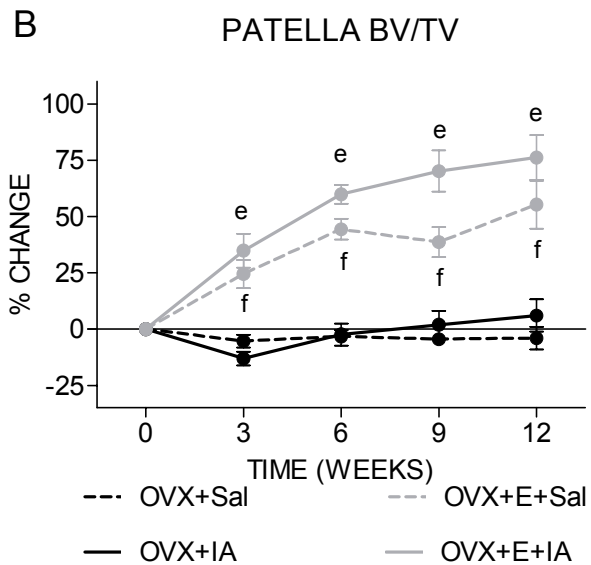 B
PATELLA BV/TV
% CHANGE
100
75
50
25
0
-25
e
e
e
e
f
f
f
f
0 3 6 9 12
TIME (WEEKS)
OVX+Sal OVX+E+Sal
OVX+IA OVX+E+IA